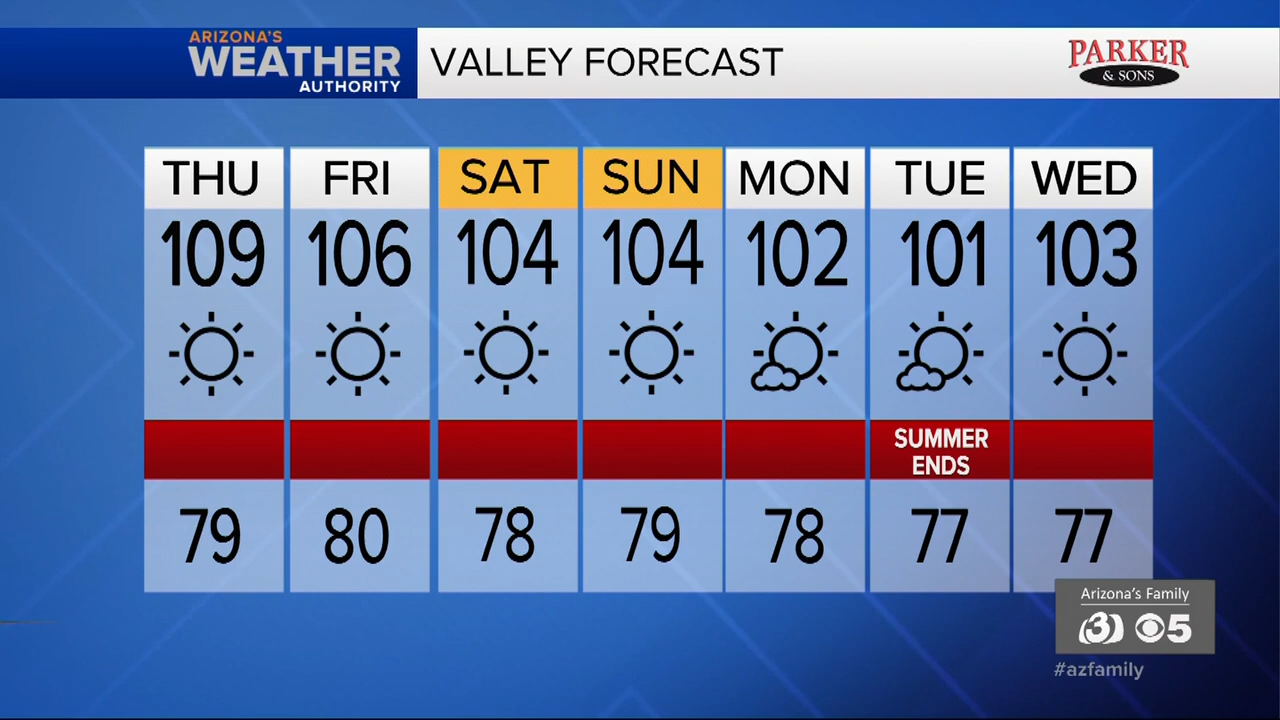 ARIZONA'S
WEATHER
AUTHORITY
VALLEY FORECAST
PARKER
& SONS
THU FRI SAT SUN MON TUE WED
109 106 104 104 102 101 103
SUMMER
ENDS
79 80 78 79 78 77 77
Arizona's Family
3 5
#azfamily